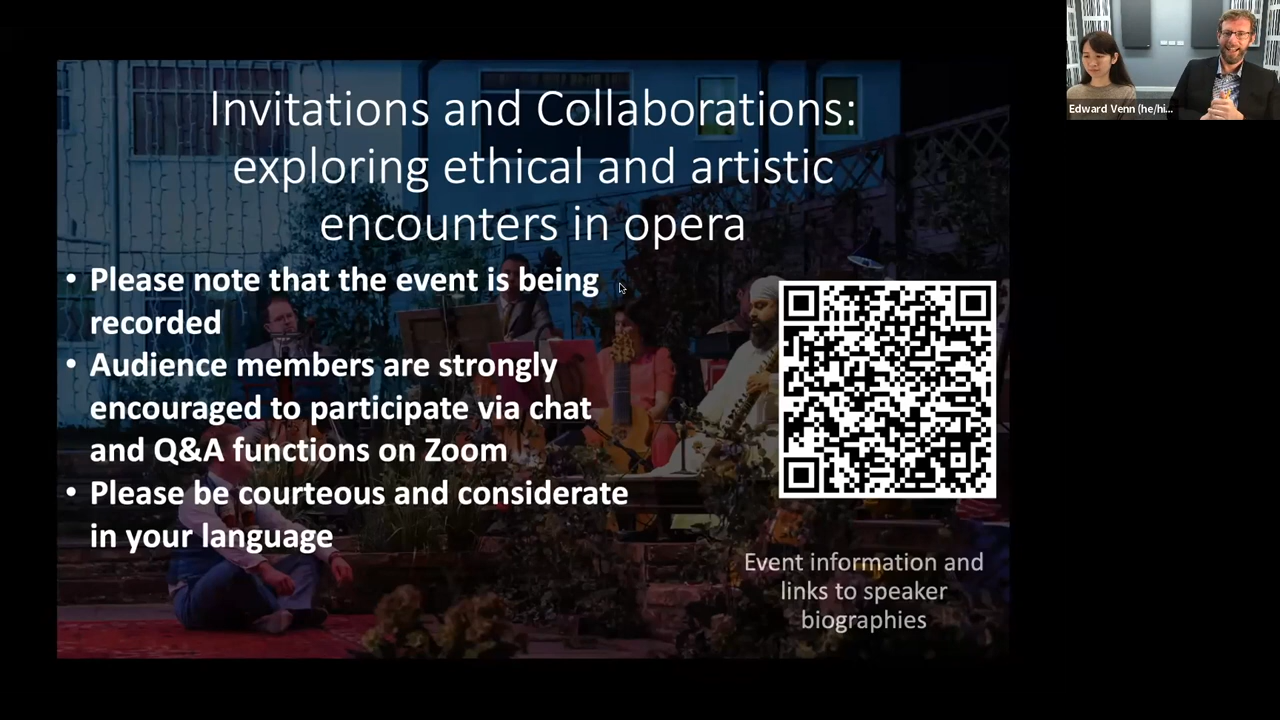 Invitations and Collaborations:
exploring ethical and artistic
encounters in opera
• Please note that the event is being
recorded
• Audience members are strongly
encouraged to participate via chat
and Q&A functions on Zoom
• Please be courteous and considerate
in your language
Event information and
links to speaker
biographies
Edward Venn (he/hi...